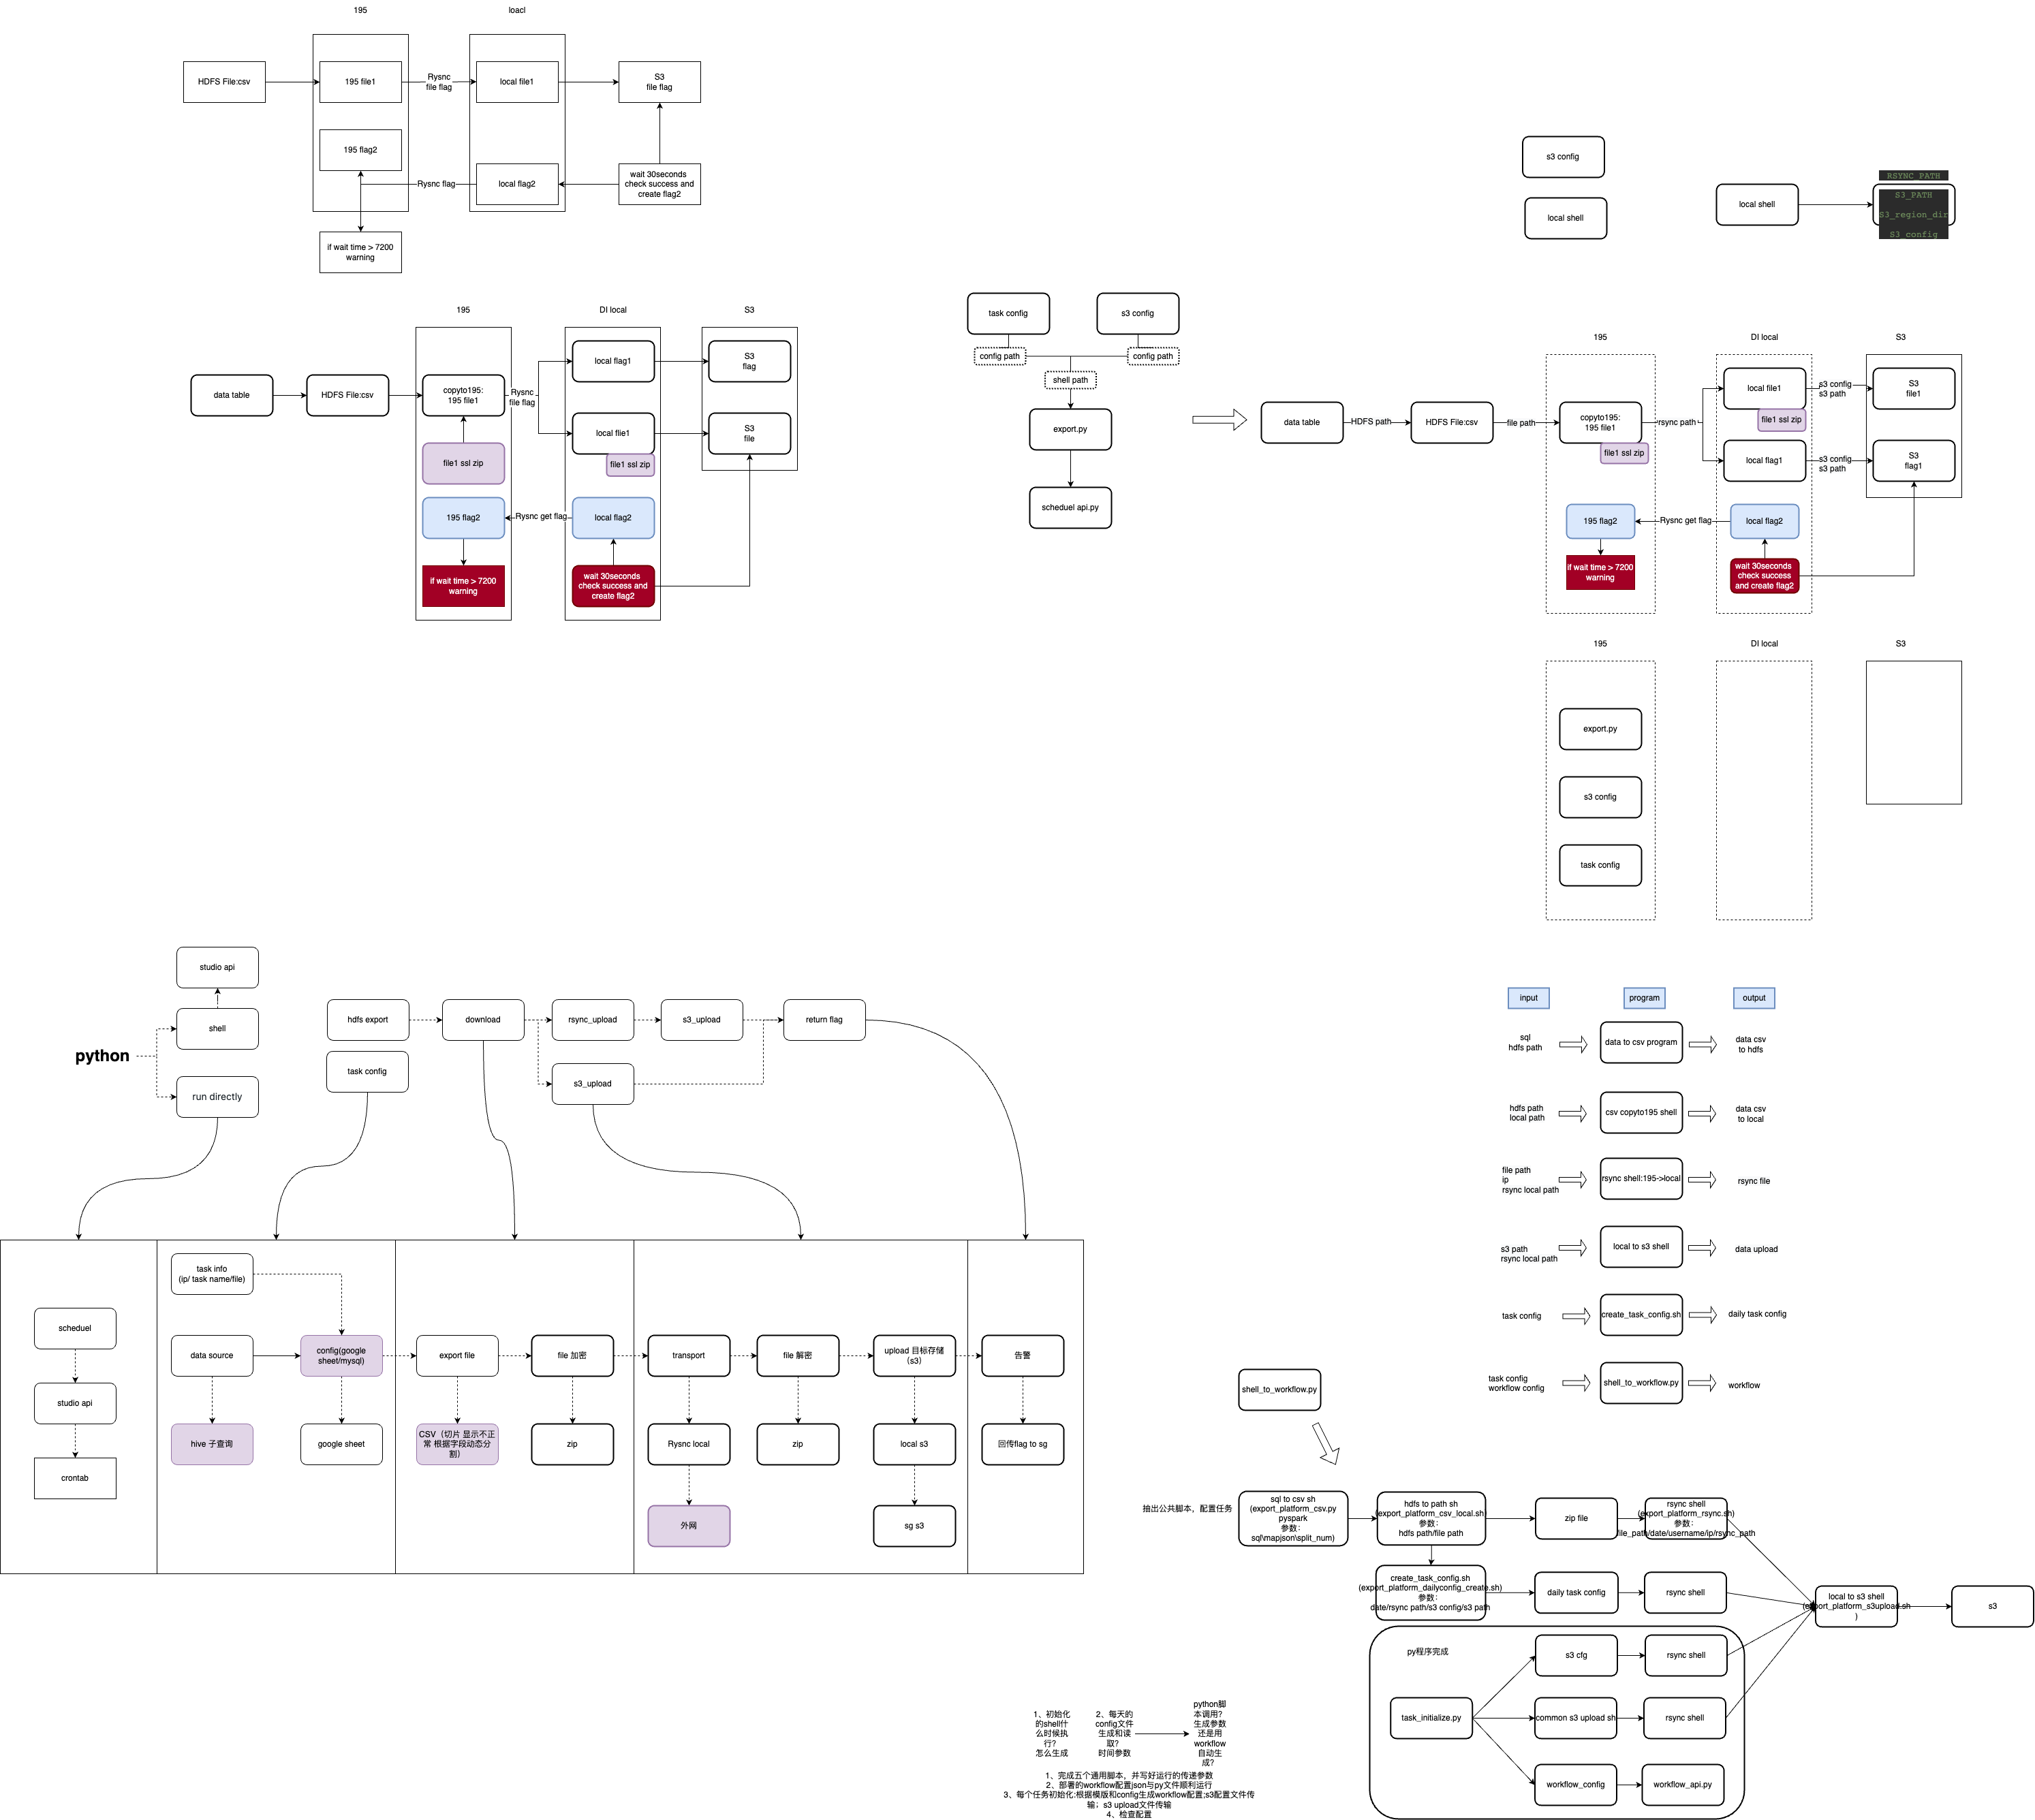 195
loacl
HDFS File:csv
195 file1
Rysnc
file flag
local file1
S3
file flag
195 flag2
Rysnc flag
local flag2
wait 30seconds
check success and
create flag2
if wait time > 7200
warning
s3 config
local shell
local shell
RSYNC_PATH
S3_PATH
S3_region_dir
S3_config
195
DI local
S3
data table
HDFS File:csv
copyto195:
195 file1
Rysnc
file flag
local flag1
S3
flag
local flie1
S3
file
file1 ssl zip
file1 ssl zip
195 flag2
Rysnc get flag
local flag2
if wait time > 7200
warning
wait 30seconds
check success and
create flag2
task config
s3 config
config path
config path
shell path
export.py
scheduel api.py
195
DI local
S3
data table
HDFS path
HDFS File:csv
file path
copyto195:
195 file1
file1 ssl zip
rsync path
local file1
file1 ssl zip
s3 config
s3 path
S3
file1
local flag1
s3 config
s3 path
S3
flag1
195 flag2
Rysnc get flag
local flag2
if wait time > 7200
warning
wait 30seconds
check success
and create flag2
195
DI local
S3
export.py
s3 config
task config
python
studio api
shell
run directly
hdfs export
download
rsync_upload
s3_upload
return flag
task config
s3_upload
scheduel
studio api
crontab
task info
(ip/ task name/file)
data source
config(google
sheet/mysql)
hive 子查询
google sheet
export file
file 加密
CSV（切片 显示不正
常 根据字段动态分
割）
zip
transport
file 解密
upload 目标存储
（s3）
Rysnc local
zip
local s3
外网
sg s3
告警
回传flag to sg
input
program
output
sql
hdfs path
data to csv program
data csv
to hdfs
hdfs path
local path
csv copyto195 shell
data csv
to local
file path
ip
rsync local path
rsync shell:195->local
rsync file
s3 path
rsync local path
local to s3 shell
data upload
task config
create_task_config.sh
daily task config
task config
workflow config
shell_to_workflow.py
workflow
shell_to_workflow.py
抽出公共脚本，配置任务
sql to csv sh
(export_platform_csv.py
pyspark
参数：
sql\mapjson\split_num)
hdfs to path sh
(export_platform_csv_local.sh)
参数：
hdfs path/file path
zip file
rsync shell
(export_platform_rsync.sh)
参数：
file_path/date/username/ip/rsync_path
create_task_config.sh
(export_platform_dailyconfig_create.sh)
参数：
date/rsync path/s3 config/s3 path
daily task config
rsync shell
local to s3 shell
(export_platform_s3upload.sh
)
s3
py程序完成
s3 cfg
rsync shell
task_initialize.py
common s3 upload sh
rsync shell
workflow_config
workflow_api.py
1、初始化
的shell什
么时候执
行？
怎么生成
2、每天的
config文件
生成和读
取？
时间参数
python脚
本调用？
生成参数
还是用
workflow
自动生
成？
1、完成五个通用脚本，并写好运行的传递参数
2、部署的workflow配置json与py文件顺利运行
3、每个任务初始化:根据模版和config生成workflow配置;s3配置文件传
输；s3 upload文件传输
4、检查配置